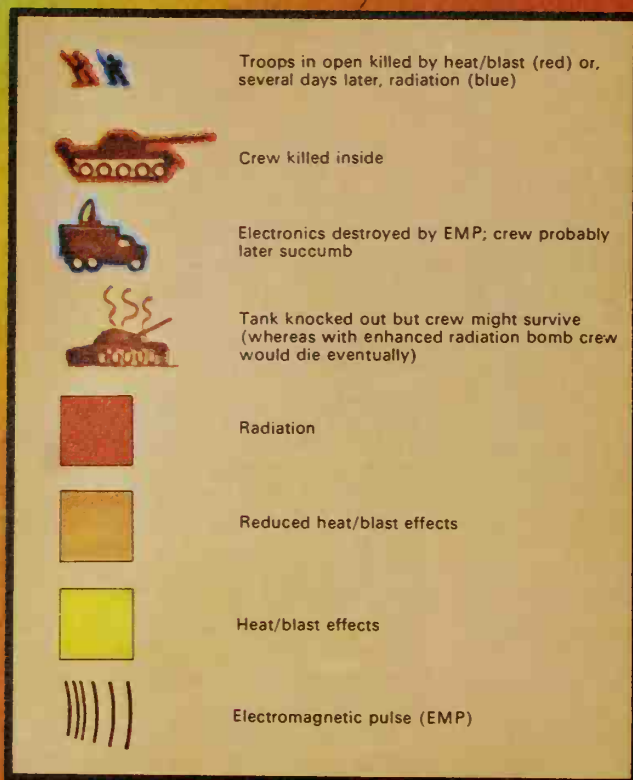 Troops in open killed by heat/blast (red) or,
several days later, radiation (blue)
Crew killed inside
Electronics destroyed by EMP; crew probably
later succumb
Tank knocked out but crew might survive
(whereas with enhanced radiation bomb crew
would die eventually)
Radiation
Reduced heat/blast effects
Heat/blast effects
Electromagnetic pulse (EMP)